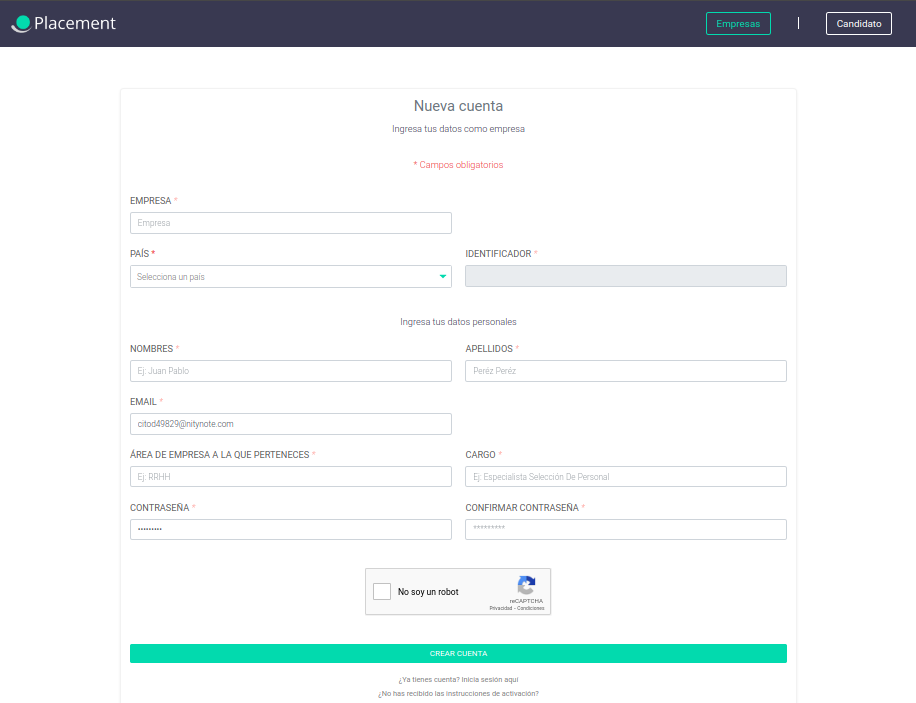 Placement
Empresas | Candidato
Nueva cuenta
Ingresa tus datos como empresa
* Campos obligatorios
EMPRESA *
Empresa
PAÍS * IDENTIFICADOR *
Selecciona un país
Ingresa tus datos personales
NOMBRES * APELLIDOS *
Ej: Juan Pablo Peréz Peréz
EMAIL *
citod49829@nitynote.com
ÁREA DE EMPRESA A LA QUE PERTENECES * CARGO *
Ej: RRHH Ej: Especialista Selección De Personal
CONTRASEÑA * CONFIRMAR CONTRASEÑA *
••••••••• *********
No soy un robot
reCAPTCHA
Privacidad - Condiciones
CREAR CUENTA
¿Ya tienes cuenta? Inicia sesión aquí
¿No has recibido las instrucciones de activación?